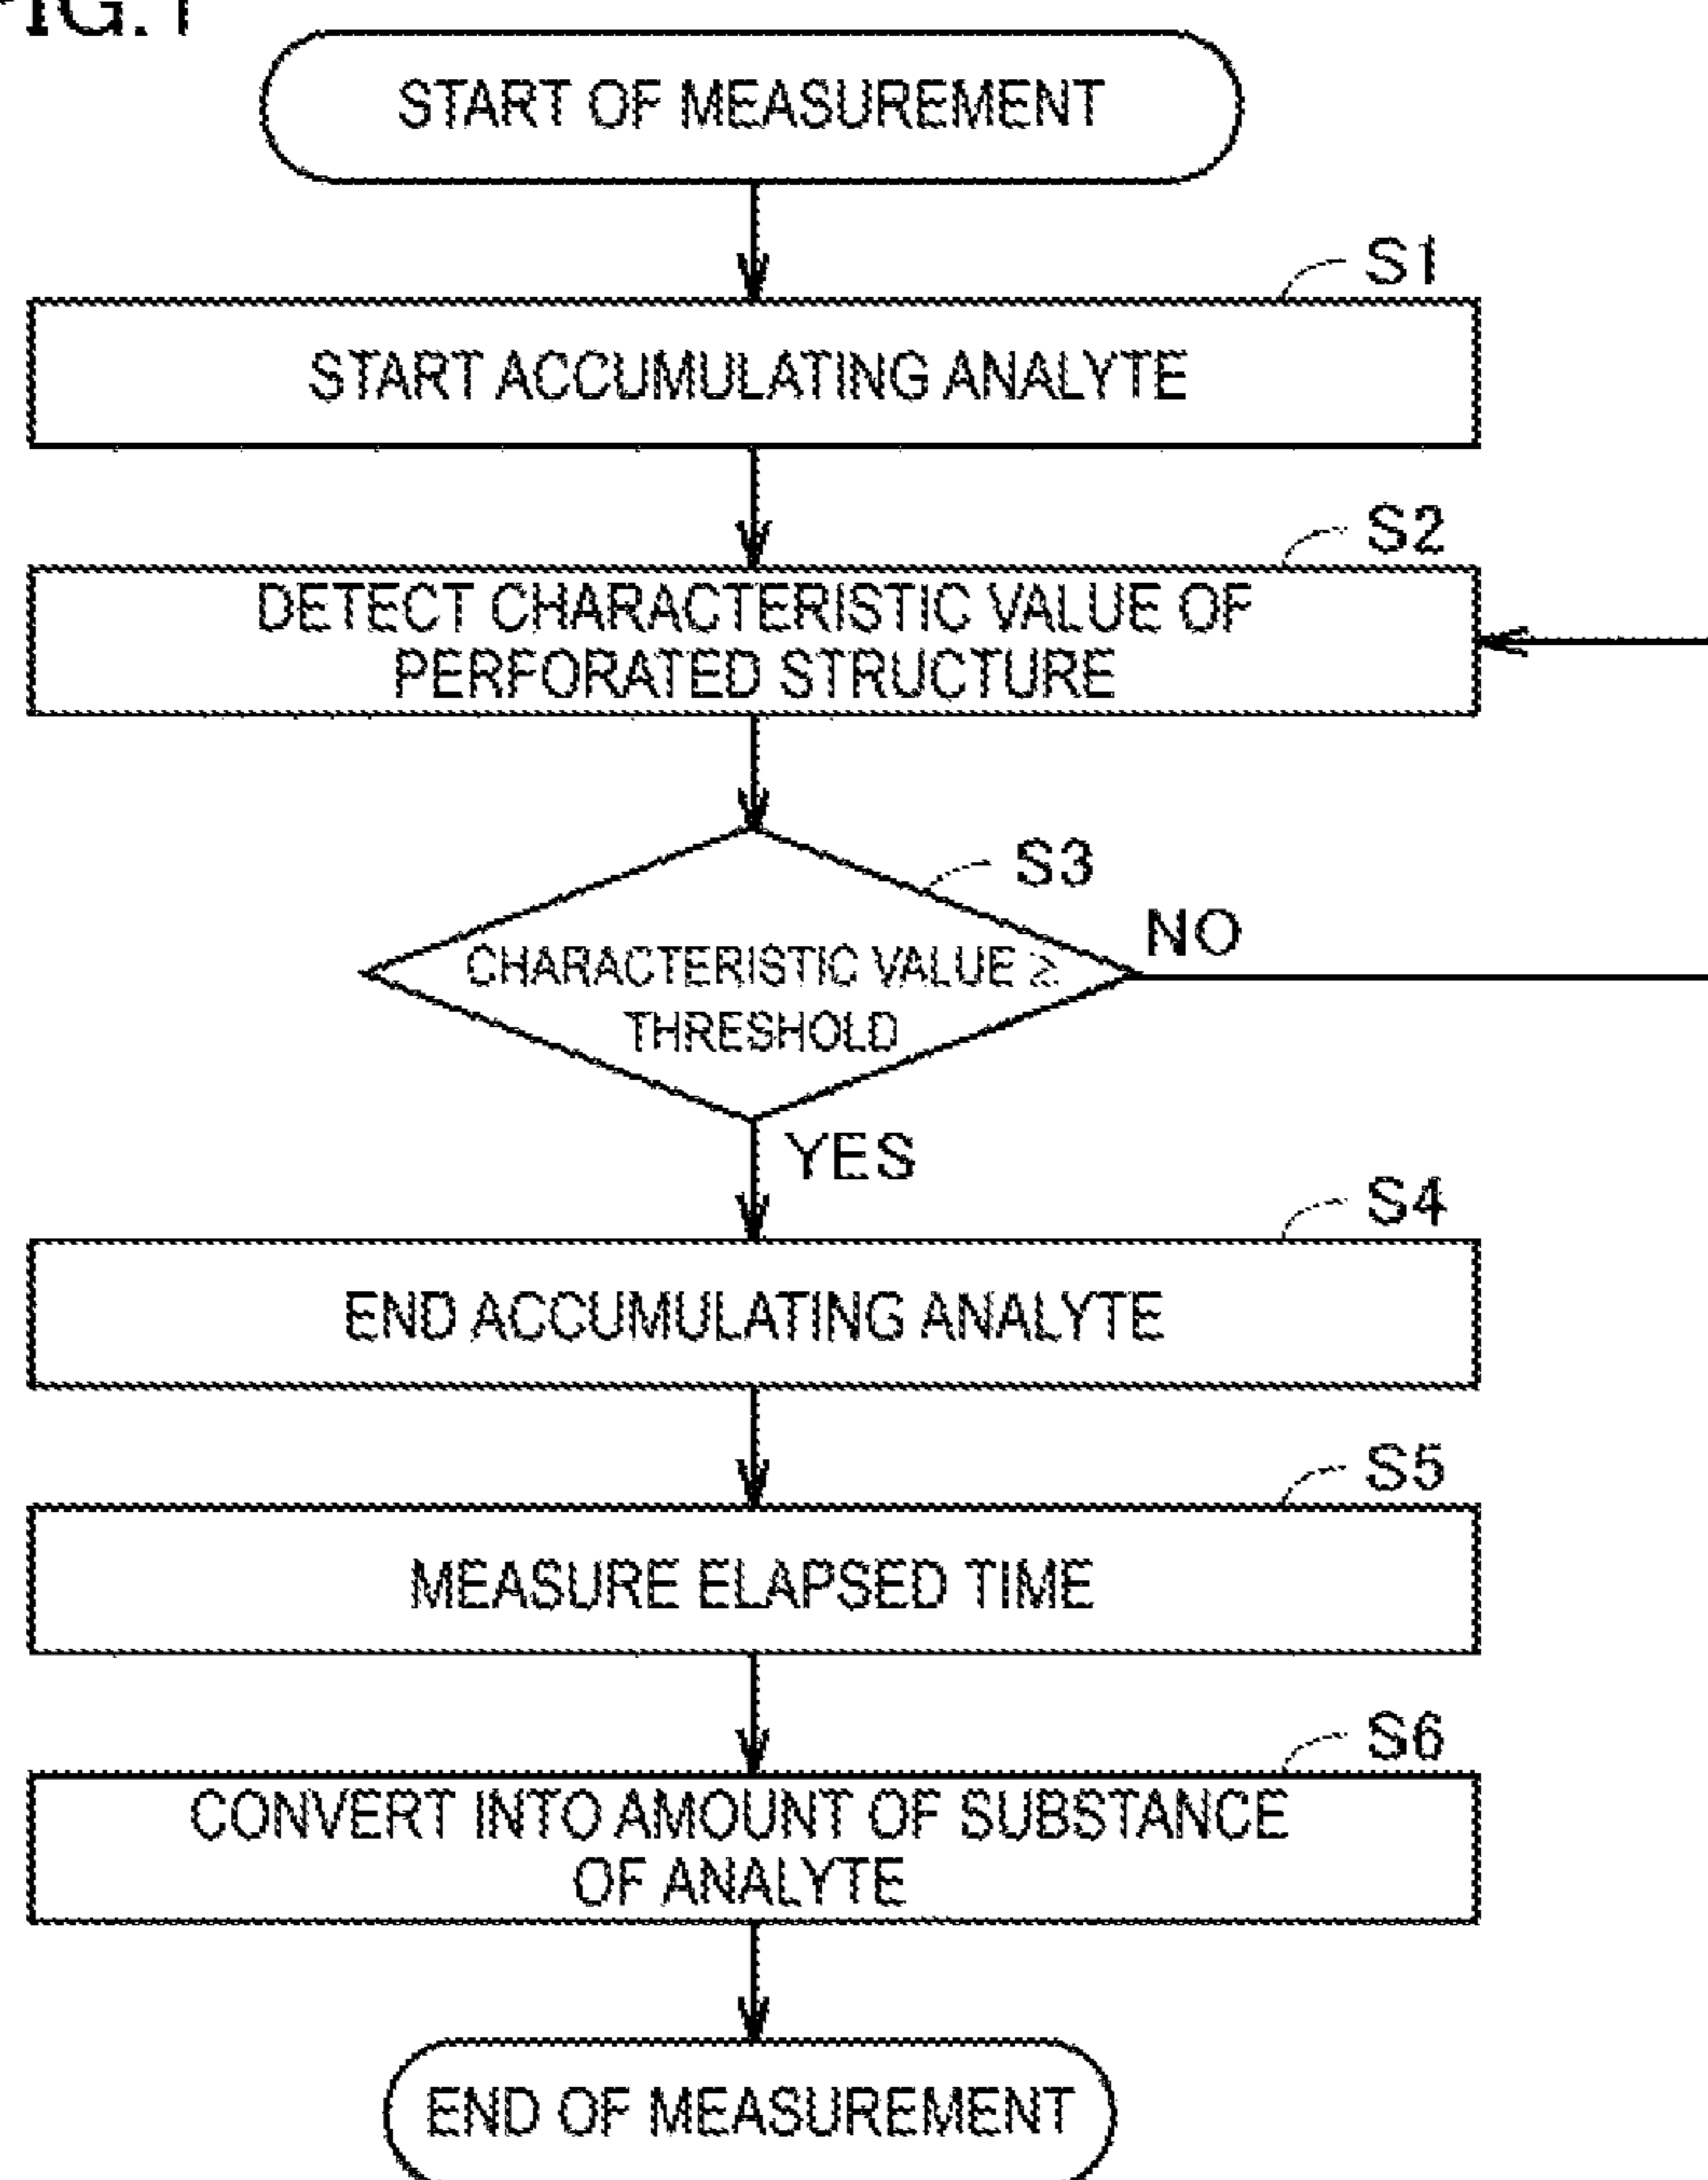 FIG.1
START OF MEASUREMENT
S1
START ACCUMULATING ANALYTE
S2
DETECT CHARACTERISTIC VALUE OF
PERFORATED STRUCTURE
S3
NO
CHARACTERISTIC VALUE ≥
THRESHOLD
YES
S4
END ACCUMULATING ANALYTE
S5
MEASURE ELAPSED TIME
S6
CONVERT INTO AMOUNT OF SUBSTANCE
OF ANALYTE
END OF MEASUREMENT